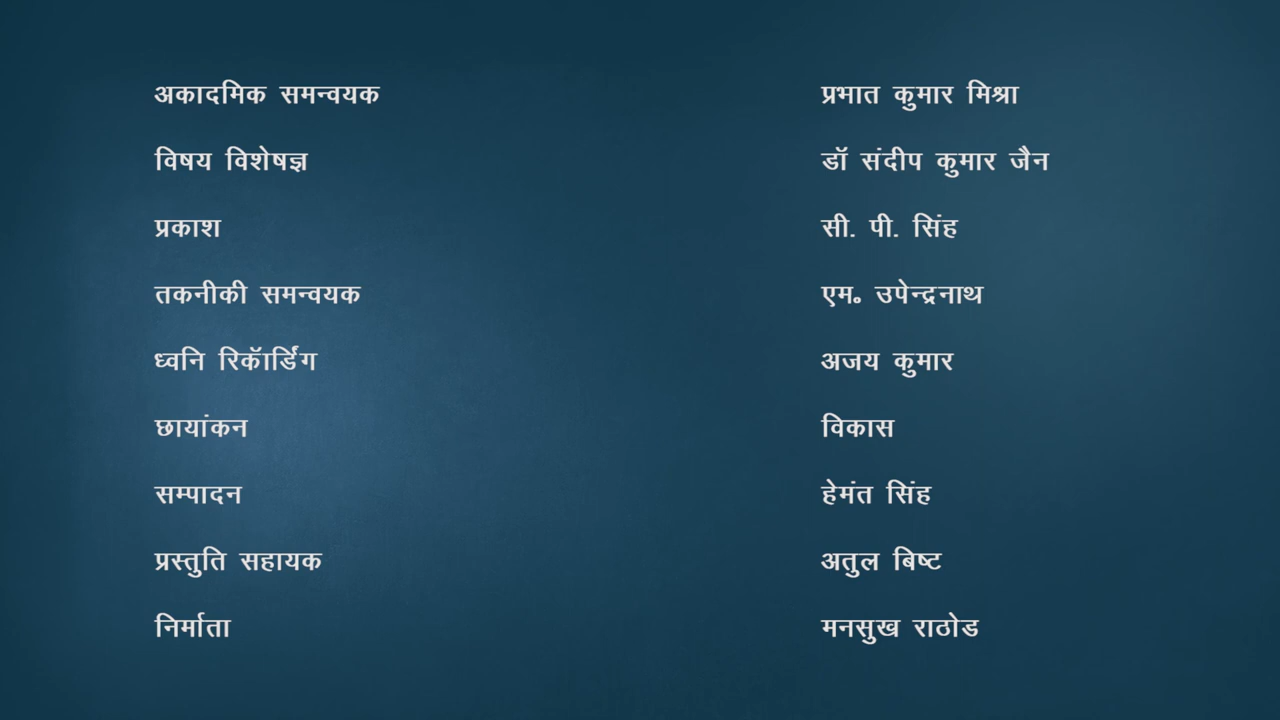 अकादमिक समन्वयक प्रभात कुमार मिश्रा
विषय विशेषज्ञ डॉ संदीप कुमार जैन
प्रकाश सी. पी. सिंह
तकनीकी समन्वयक एम॰ उपेन्द्रनाथ
ध्वनि रिकॅार्डिंग अजय कुमार
छायांकन विकास
सम्पादन हेमंत सिंह
प्रस्तुति सहायक अतुल बिष्ट
निर्माता मनसुख राठोड